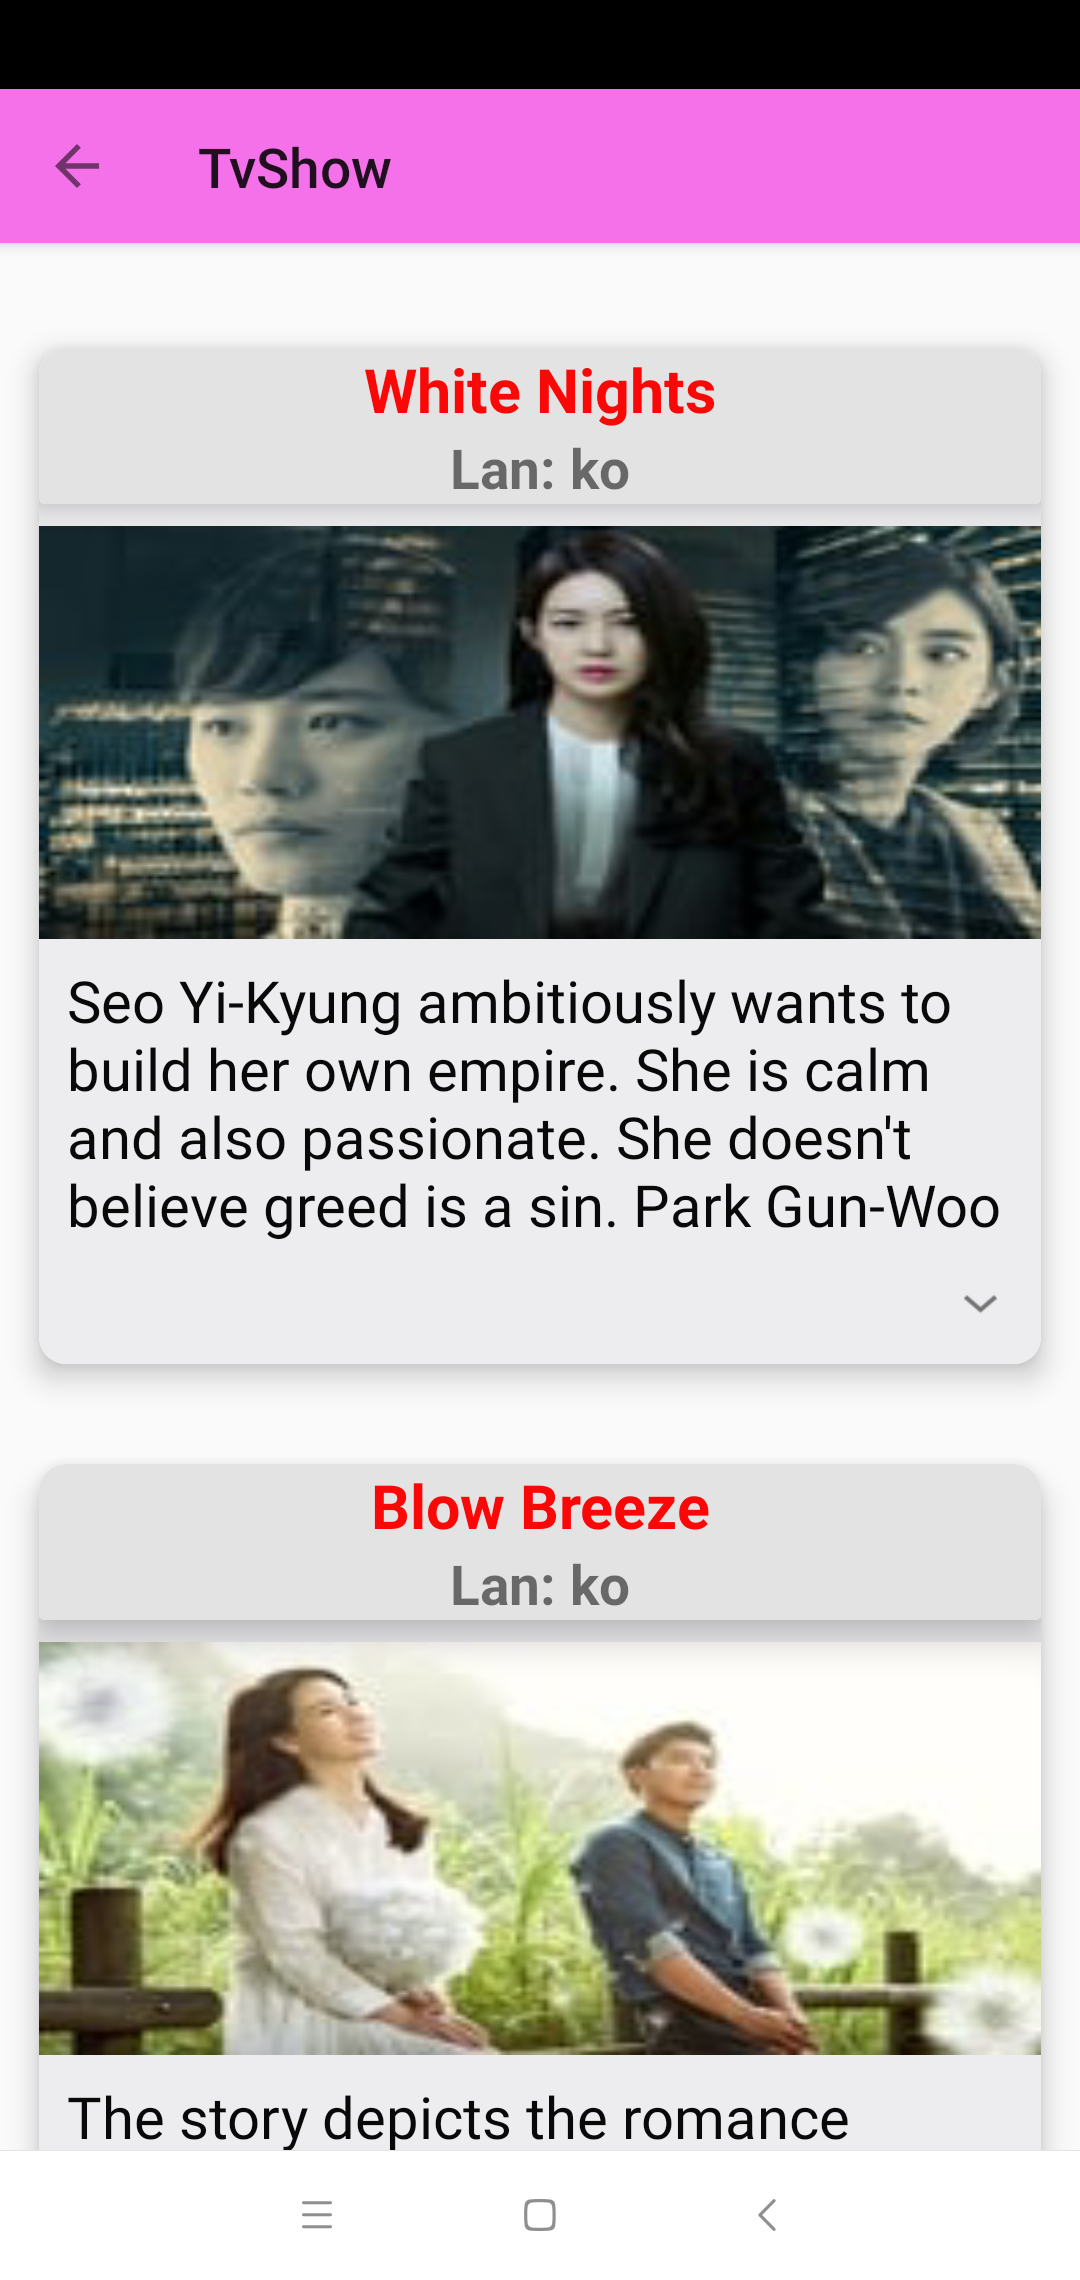 TvShow
White Nights
Lan: ko
Seo Yi-Kyung ambitiously wants to
build her own empire. She is calm
and also passionate. She doesn't
believe greed is a sin. Park Gun-Woo
Blow Breeze
Lan: ko
The story depicts the romance